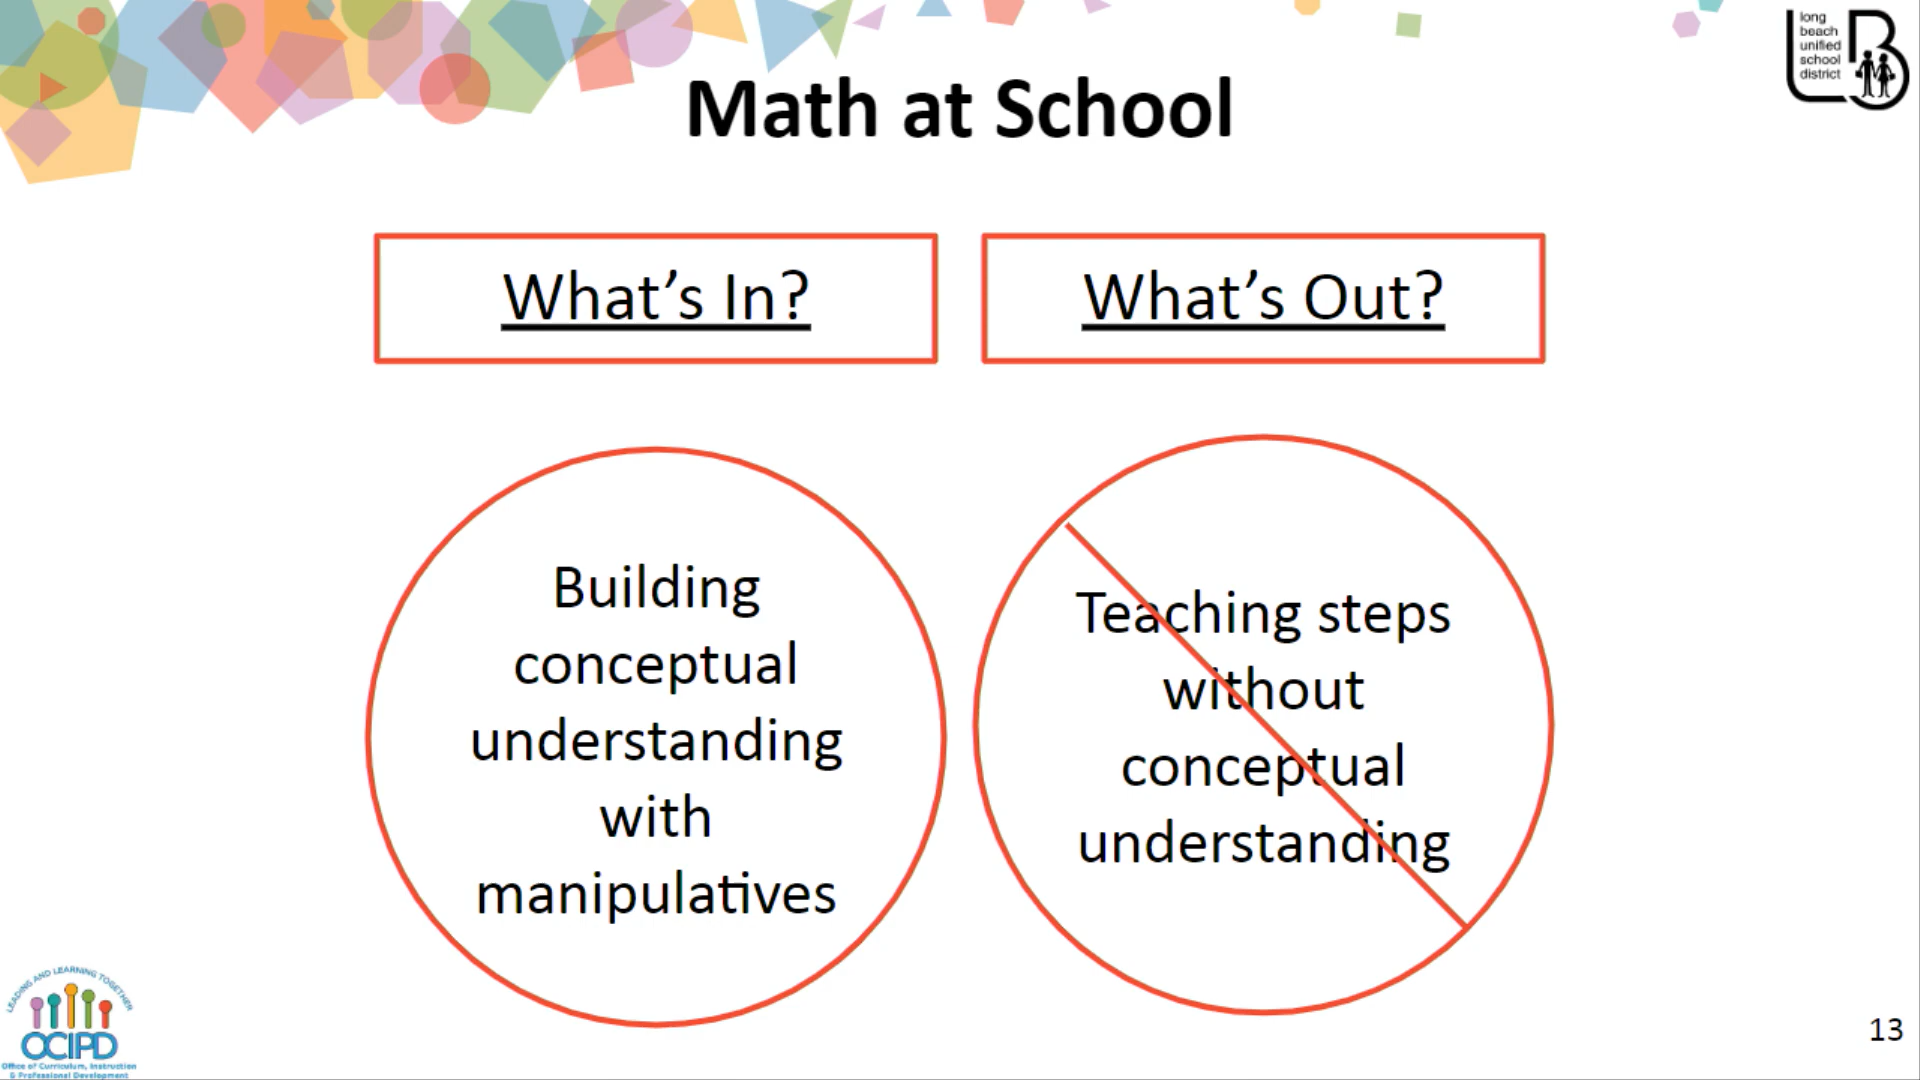 long
beach
unified
school
district
Math at School
What's In?
What's Out?
Building
conceptual
understanding
with
manipulatives
Teaching steps
without
conceptual
understanding
LEADING AND LEARNING TOGETHER
OCIPD
Office of Curriculum, Instruction
& Professional Development
13